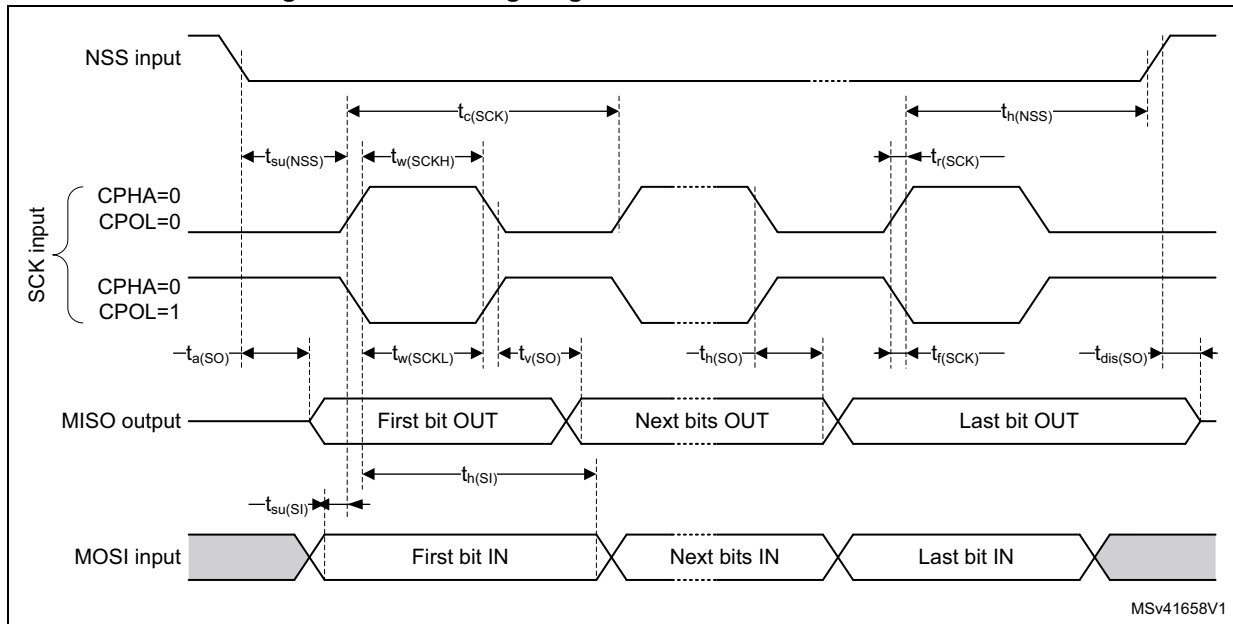 NSS input
tc(SCK)
th(NSS)
tsu(NSS)
tw(SCKH)
tr(SCK)
CPHA=0
CPOL=0
SCK input
CPHA=0
CPOL=1
ta(SO)
tw(SCKL)
tv(SO)
th(SO)
tf(SCK)
tdis(SO)
MISO output
First bit OUT
Next bits OUT
Last bit OUT
th(SI)
tsu(SI)
MOSI input
First bit IN
Next bits IN
Last bit IN
MSv41658V1